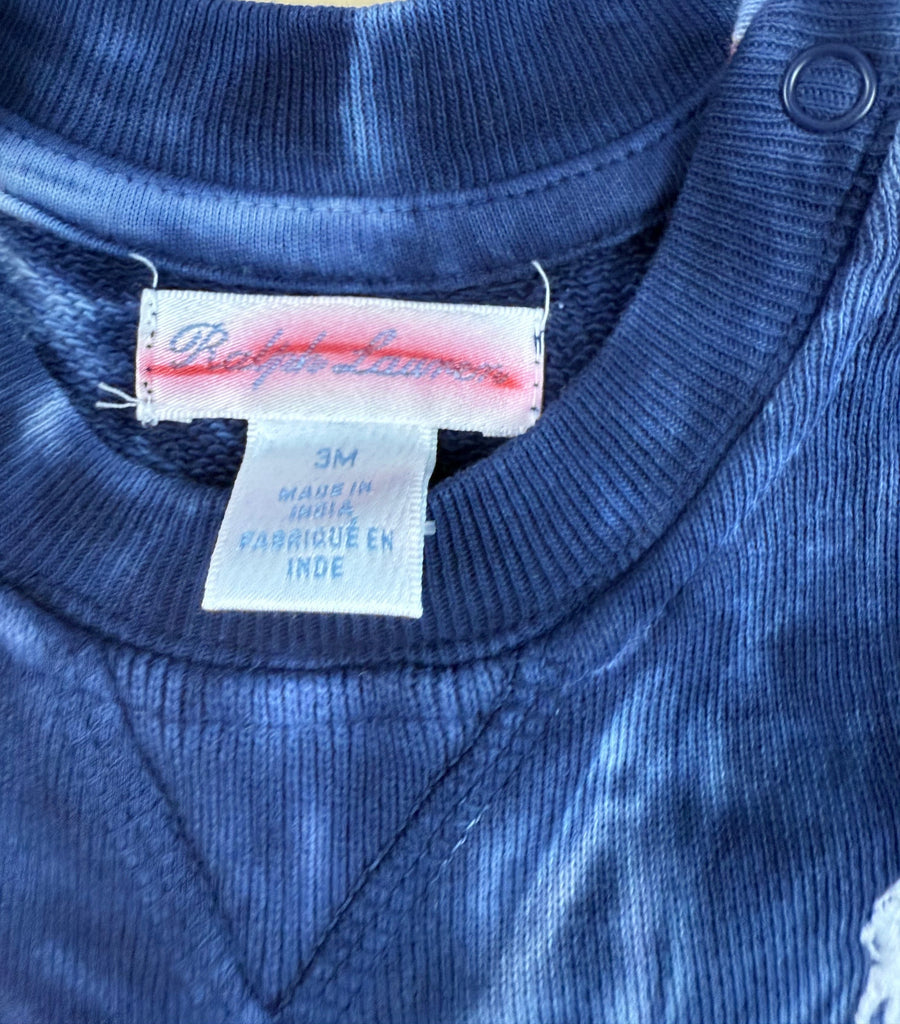 Ralph Lauren
3M
MADE IN
INDIA
FABRIQUÉ EN
INDE